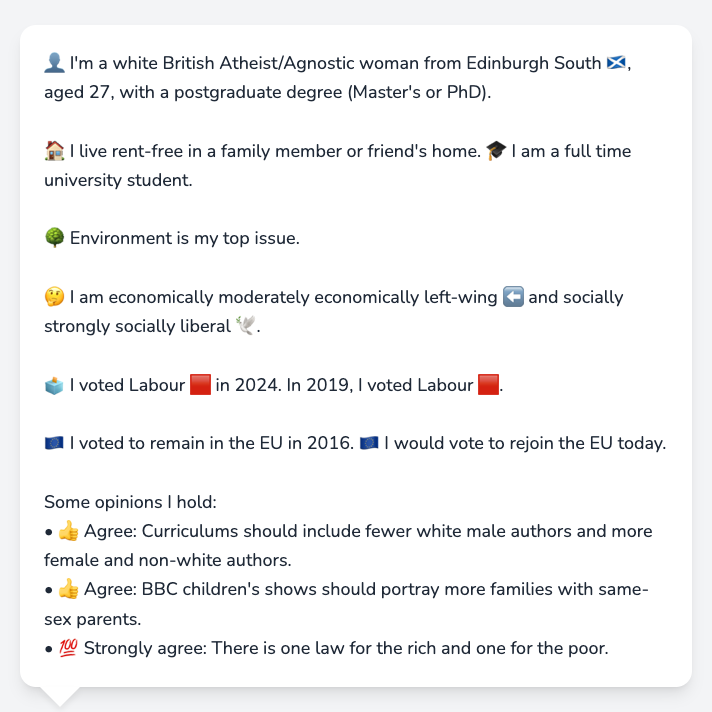 👤 I'm a white British Atheist/Agnostic woman from Edinburgh South 🏴󠁧󠁢󠁳󠁣󠁴󠁿,
aged 27, with a postgraduate degree (Master's or PhD).
🏠 I live rent-free in a family member or friend's home. 🎓 I am a full time
university student.
🌳 Environment is my top issue.
🤔 I am economically moderately economically left-wing ⬅️ and socially
strongly socially liberal 🕊️.
🗳️ I voted Labour 🟥 in 2024. In 2019, I voted Labour 🟥.
🇪🇺 I voted to remain in the EU in 2016. 🇪🇺 I would vote to rejoin the EU today.
Some opinions I hold:
• 👍 Agree: Curriculums should include fewer white male authors and more
female and non-white authors.
• 👍 Agree: BBC children's shows should portray more families with same-
sex parents.
• 💯 Strongly agree: There is one law for the rich and one for the poor.